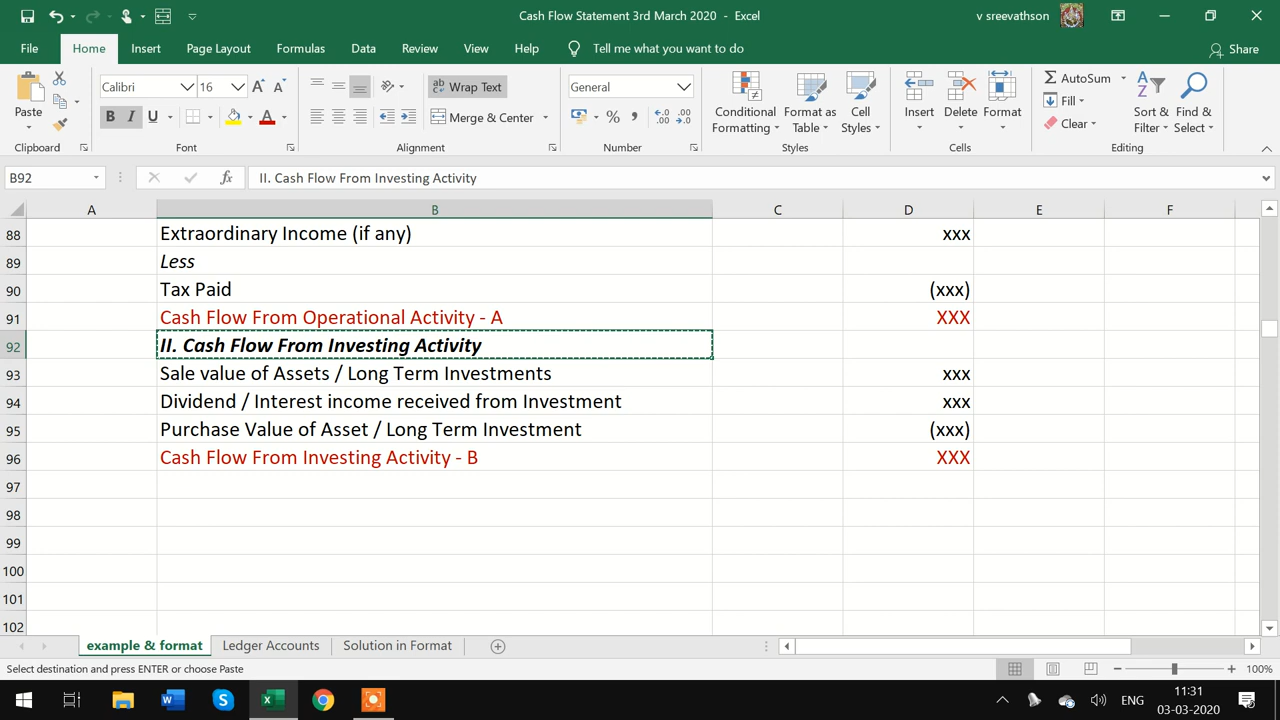 Cash Flow Statement 3rd March 2020 - Excel
v sreevathson
File Home Insert Page Layout Formulas Data Review View Help Tell me what you want to do Share
Paste
Calibri 16
B I U
Wrap Text
Merge & Center
General
Conditional Formatting
Format as Table
Cell Styles
Insert
Delete
Format
AutoSum
Fill
Clear
Sort & Filter
Find & Select
Clipboard Font Alignment Number Styles Cells Editing
B92 fx II. Cash Flow From Investing Activity
A B C D E F
88 Extraordinary Income (if any) xxx
89 Less
90 Tax Paid (xxx)
91 Cash Flow From Operational Activity - A XXX
92 II. Cash Flow From Investing Activity
93 Sale value of Assets / Long Term Investments xxx
94 Dividend / Interest income received from Investment xxx
95 Purchase Value of Asset / Long Term Investment (xxx)
96 Cash Flow From Investing Activity - B XXX
97
98
99
100
101
102
example & format Ledger Accounts Solution in Format
Select destination and press ENTER or choose Paste 100%
ENG
11:31
03-03-2020